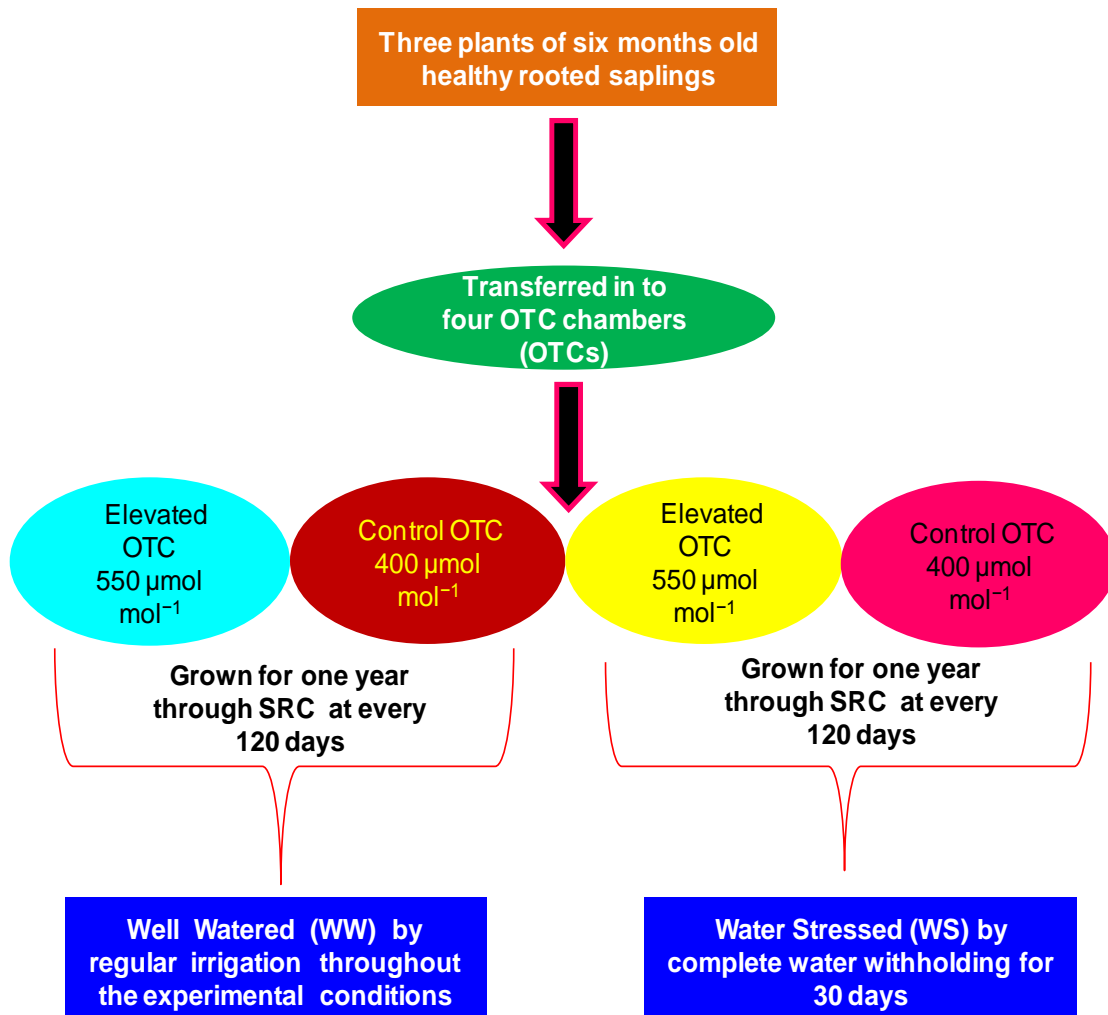 Three plants of six months old
healthy rooted saplings
Transferred in to
four OTC chambers
(OTCs)
Elevated
OTC
550 µmol
mol⁻¹
Control OTC
400 µmol
mol⁻¹
Elevated
OTC
550 µmol
mol⁻¹
Control OTC
400 µmol
mol⁻¹
Grown for one year
through SRC at every
120 days
Grown for one year
through SRC at every
120 days
Well Watered (WW) by
regular irrigation throughout
the experimental conditions
Water Stressed (WS) by
complete water withholding for
30 days